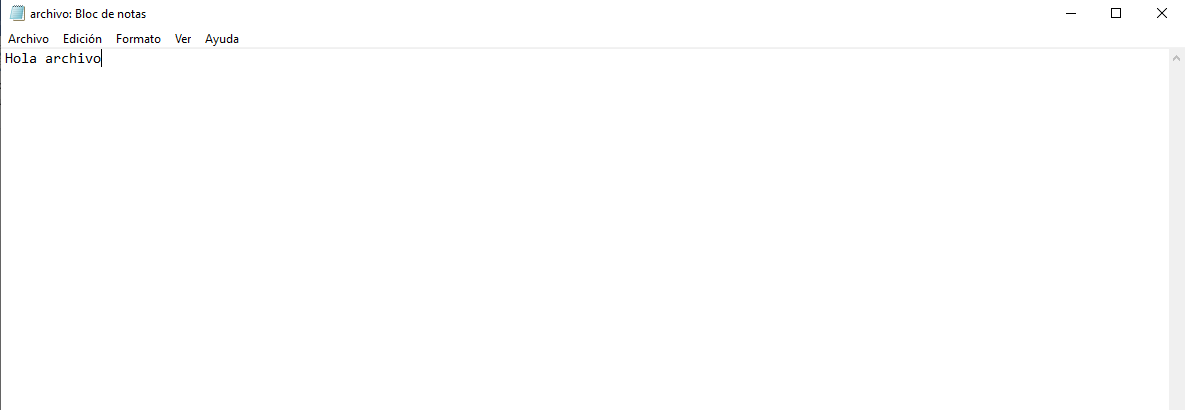 archivo: Bloc de notas
Archivo Edición Formato Ver Ayuda
Hola archivo